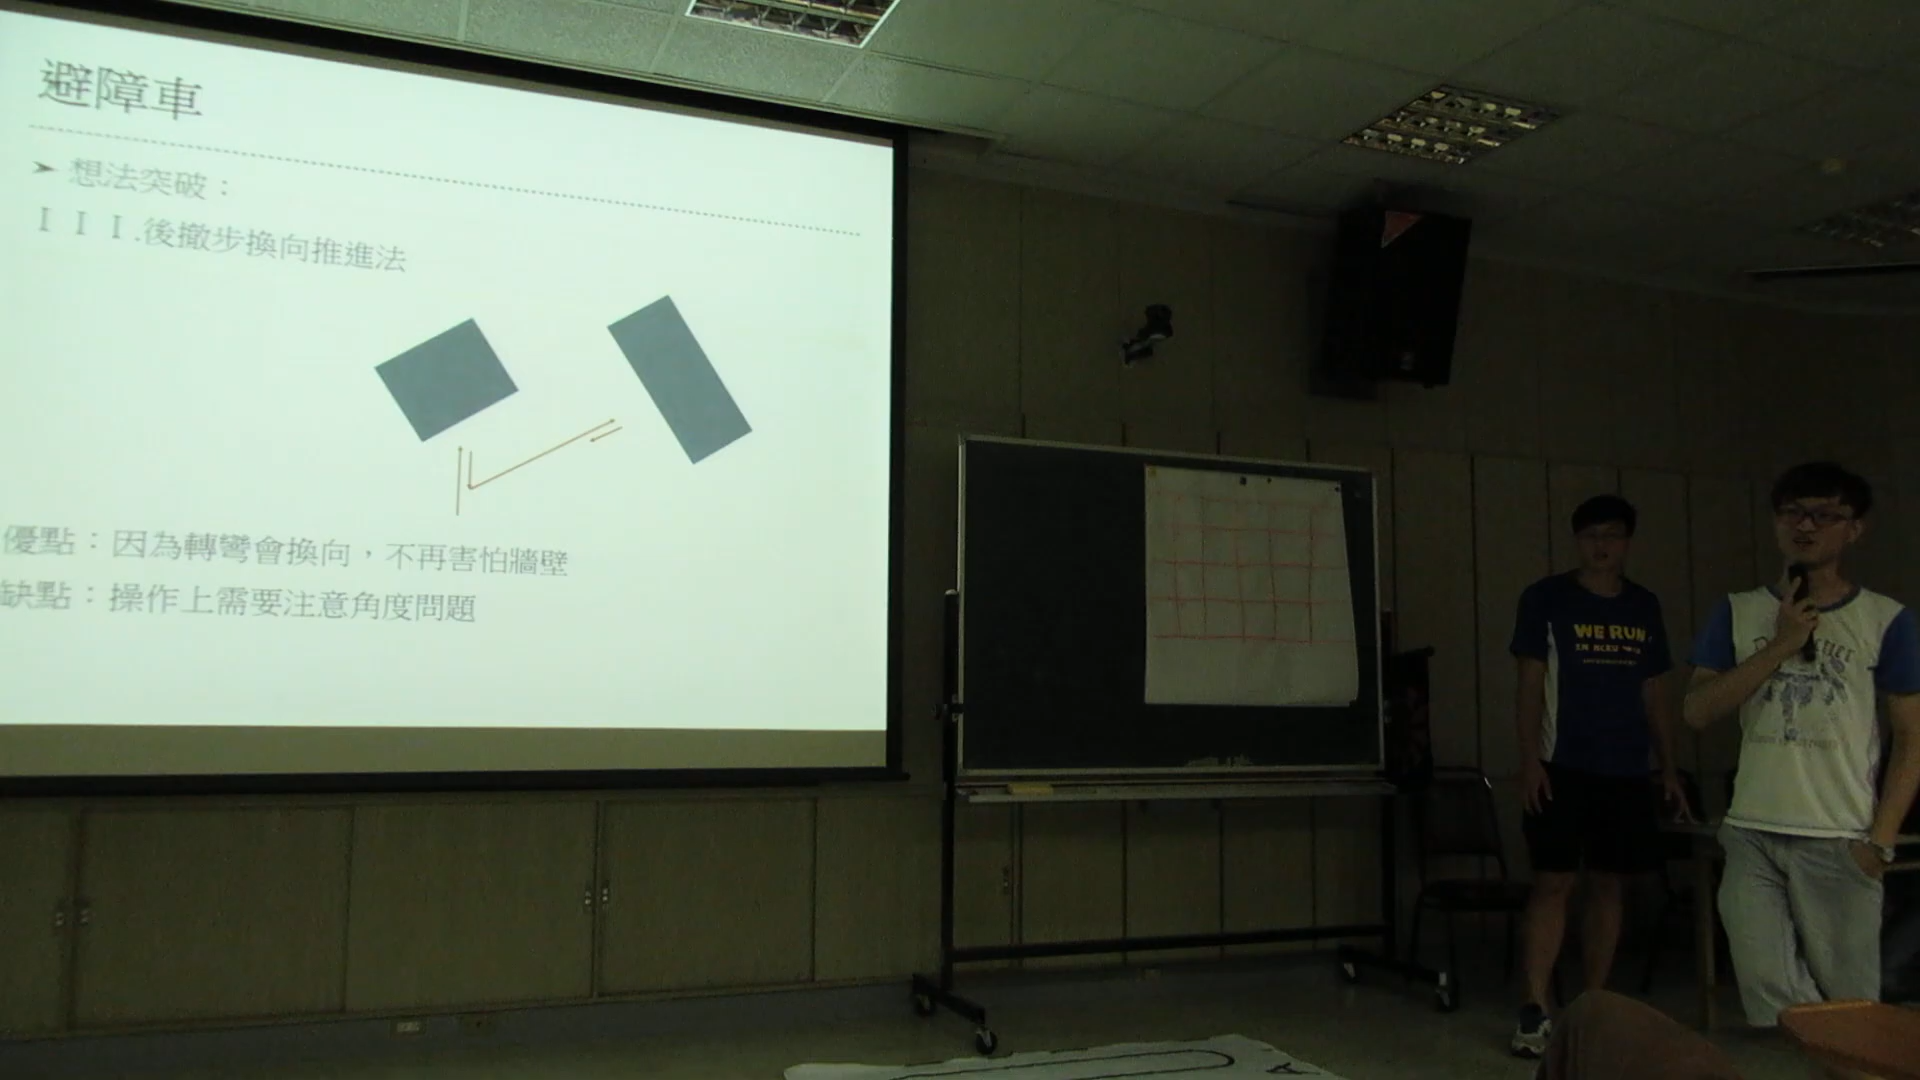 避障車
➤ 想法突破：
ＩＩＩ.後撤步換向推進法
優點：因為轉彎會換向，不再害怕牆壁
缺點：操作上需要注意角度問題
WE RUN